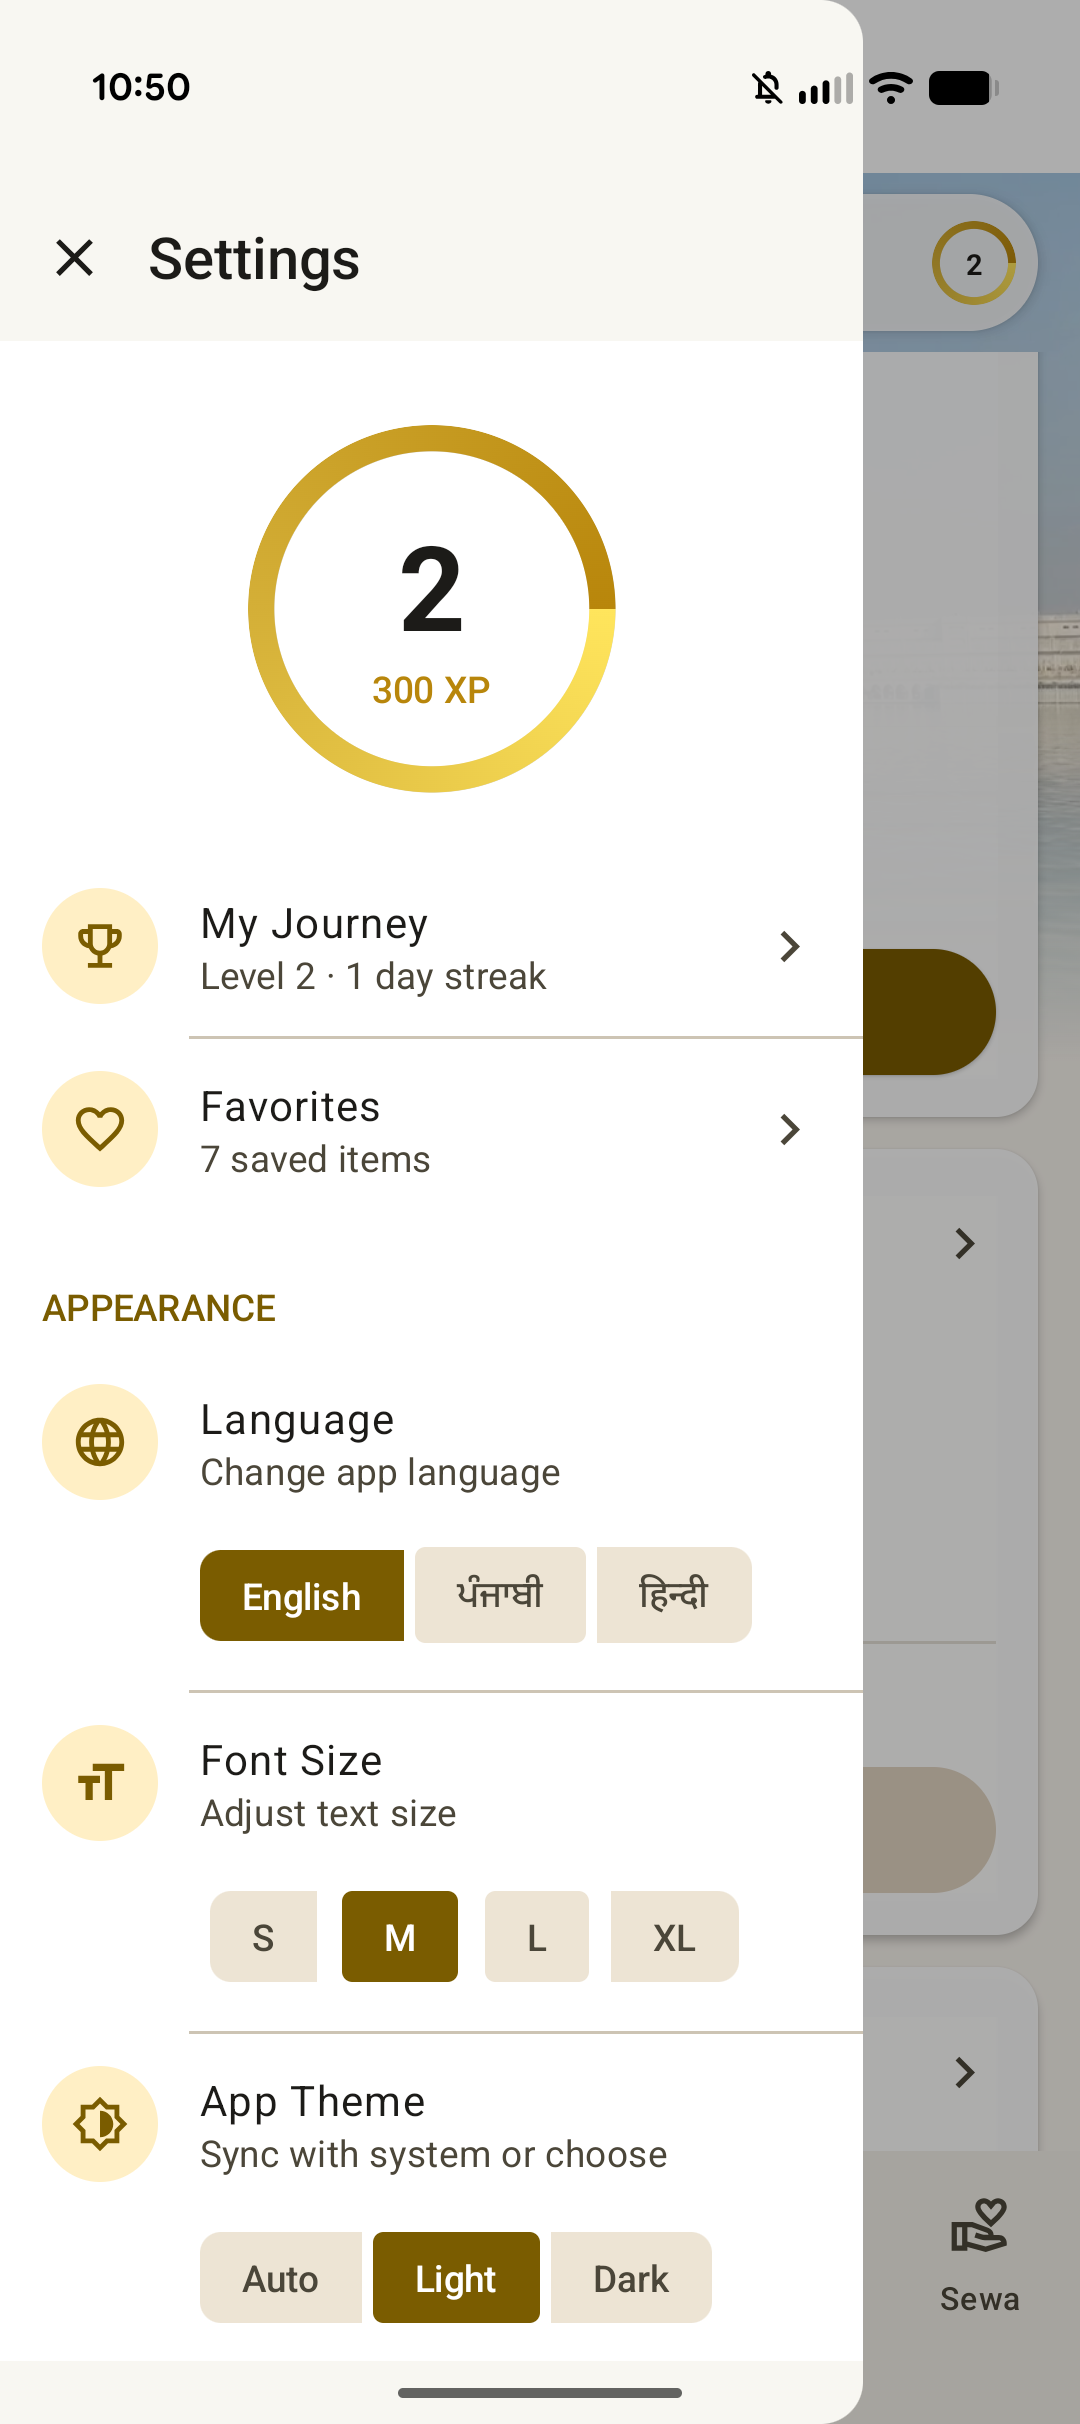 10:50
Settings
2
2
300 XP
My Journey
Level 2 · 1 day streak
Favorites
7 saved items
APPEARANCE
Language
Change app language
English
ਪੰਜਾਬੀ
हिन्दी
Font Size
Adjust text size
S
M
L
XL
App Theme
Sync with system or choose
Auto
Light
Dark
Sewa